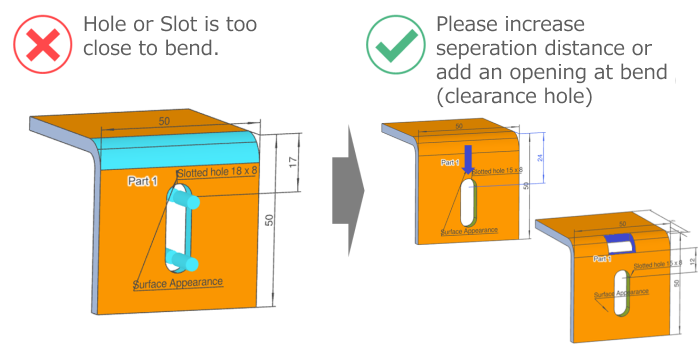 Hole or Slot is too
close to bend.
Please increase
seperation distance or
add an opening at bend
(clearance hole)
50
17
Slotted hole 18 x 8
Part 1
50
Surface Appearance
50
24
Part 1
Slotted hole 15 x 8
50
Surface Appearance
50
Part 1
Slotted hole 15 x 8
12
50
Surface Appearance